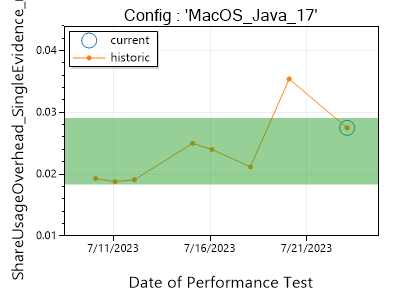 Config : 'MacOS_Java_17'
current
historic
0.04
0.03
0.02
0.01
ShareUsageOverhead_SingleEvidence_
7/11/2023
7/16/2023
7/21/2023
Date of Performance Test